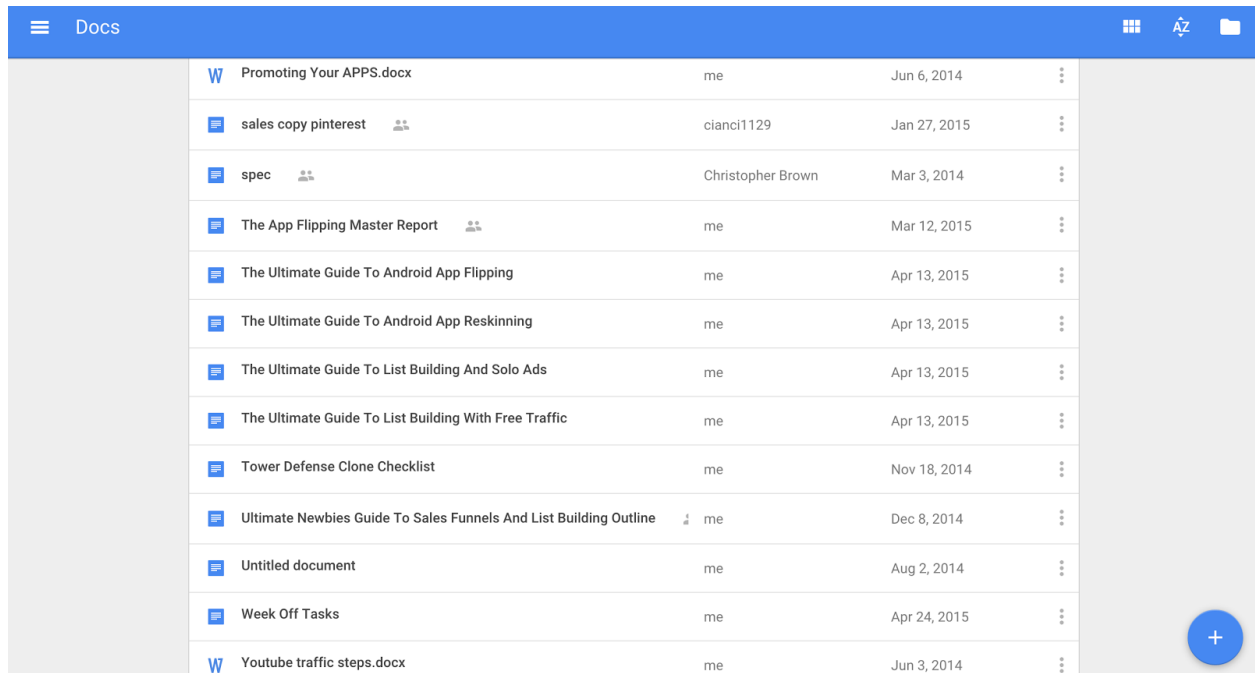 Docs
AZ
W Promoting Your APPS.docx me Jun 6, 2014
sales copy pinterest cianci1129 Jan 27, 2015
spec Christopher Brown Mar 3, 2014
The App Flipping Master Report me Mar 12, 2015
The Ultimate Guide To Android App Flipping me Apr 13, 2015
The Ultimate Guide To Android App Reskinning me Apr 13, 2015
The Ultimate Guide To List Building And Solo Ads me Apr 13, 2015
The Ultimate Guide To List Building With Free Traffic me Apr 13, 2015
Tower Defense Clone Checklist me Nov 18, 2014
Ultimate Newbies Guide To Sales Funnels And List Building Outline me Dec 8, 2014
Untitled document me Aug 2, 2014
Week Off Tasks me Apr 24, 2015
W Youtube traffic steps.docx me Jun 3, 2014